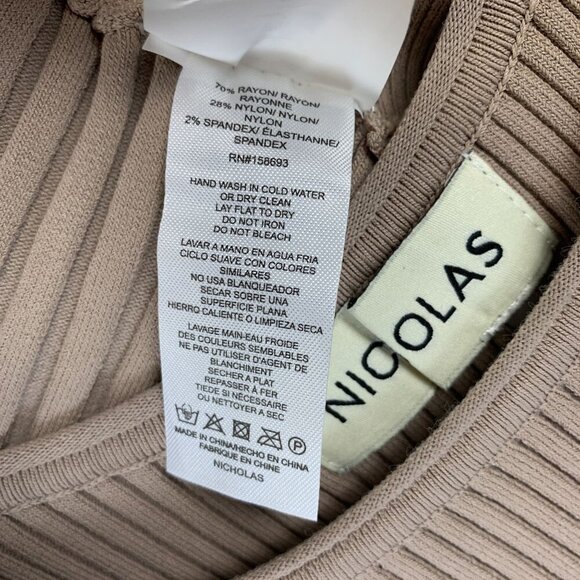 70% RAYON/ RAYON/
RAYONNE
28% NYLON/ NYLON/
NYLON
2% SPANDEX/ ÉLASTHANNE/
SPANDEX
RN#158693
HAND WASH IN COLD WATER
OR DRY CLEAN
LAY FLAT TO DRY
DO NOT IRON
DO NOT BLEACH
LAVAR A MANO EN AGUA FRIA
CICLO SUAVE CON COLORES
SIMILARES
NO USA BLANQUEADOR
SECAR SOBRE UNA
SUPERFICIE PLANA
HIERRO CALIENTE O LIMPIEZA SECA
LAVAGE MAIN-EAU FROIDE
DES COULEURS SEMBLABLES
NE PAS UTILISER D'AGENT DE
BLANCHIMENT
SECHER A PLAT
REPASSER À FER
TIEDE SI NÉCESSAIRE
OU NETTOYER A SEC
P
MADE IN CHINA/HECHO EN CHINA
FABRIQUE EN CHINE
NICHOLAS
NICOLAS